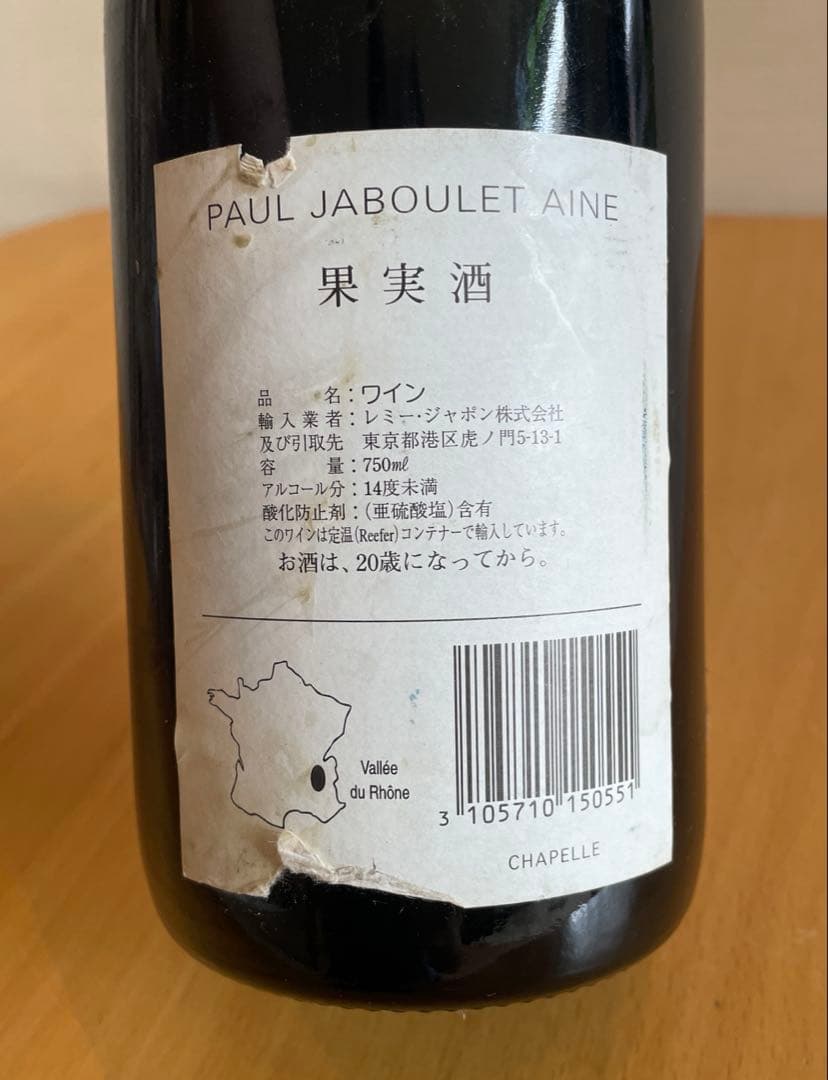 PAUL JABOULET AINE
果実酒
品名：ワイン
輸入業者：レミー・ジャポン株式会社
及び引取先 東京都港区虎ノ門5-13-1
容量：750㎖
アルコール分：14度未満
酸化防止剤：(亜硫酸塩)含有
このワインは定温(Reefer)コンテナーで輸入しています。
お酒は、20歳になってから。
Vallée
du Rhône
3 105710 150551
CHAPELLE